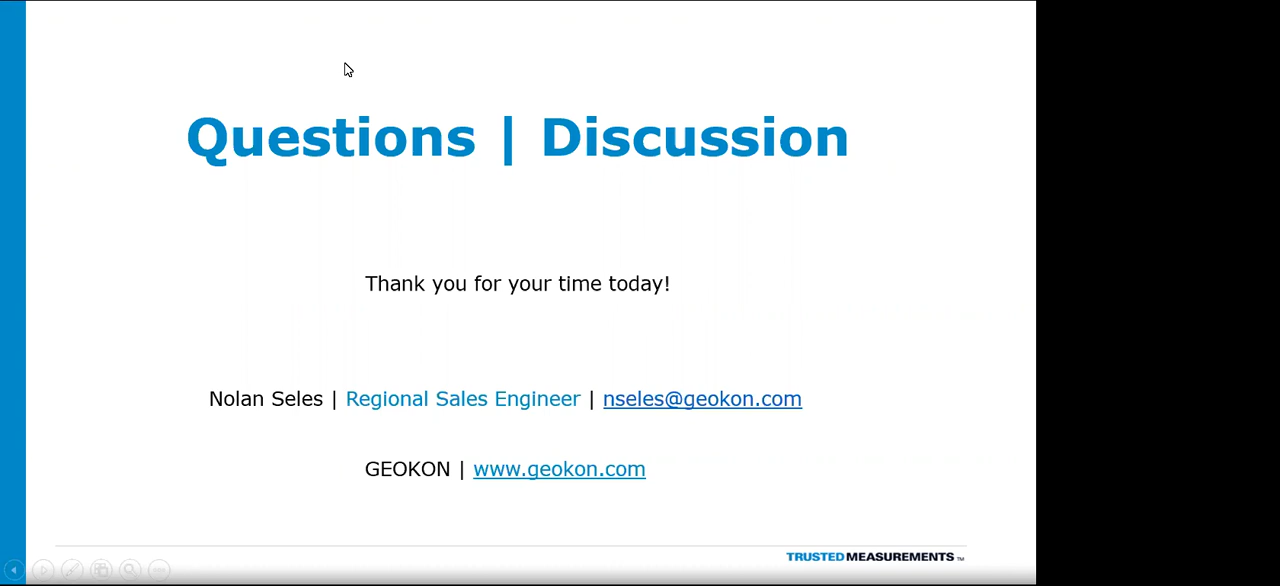 Questions | Discussion
Thank you for your time today!
Nolan Seles | Regional Sales Engineer | nseles@geokon.com
GEOKON | www.geokon.com
TRUSTED MEASUREMENTS ™